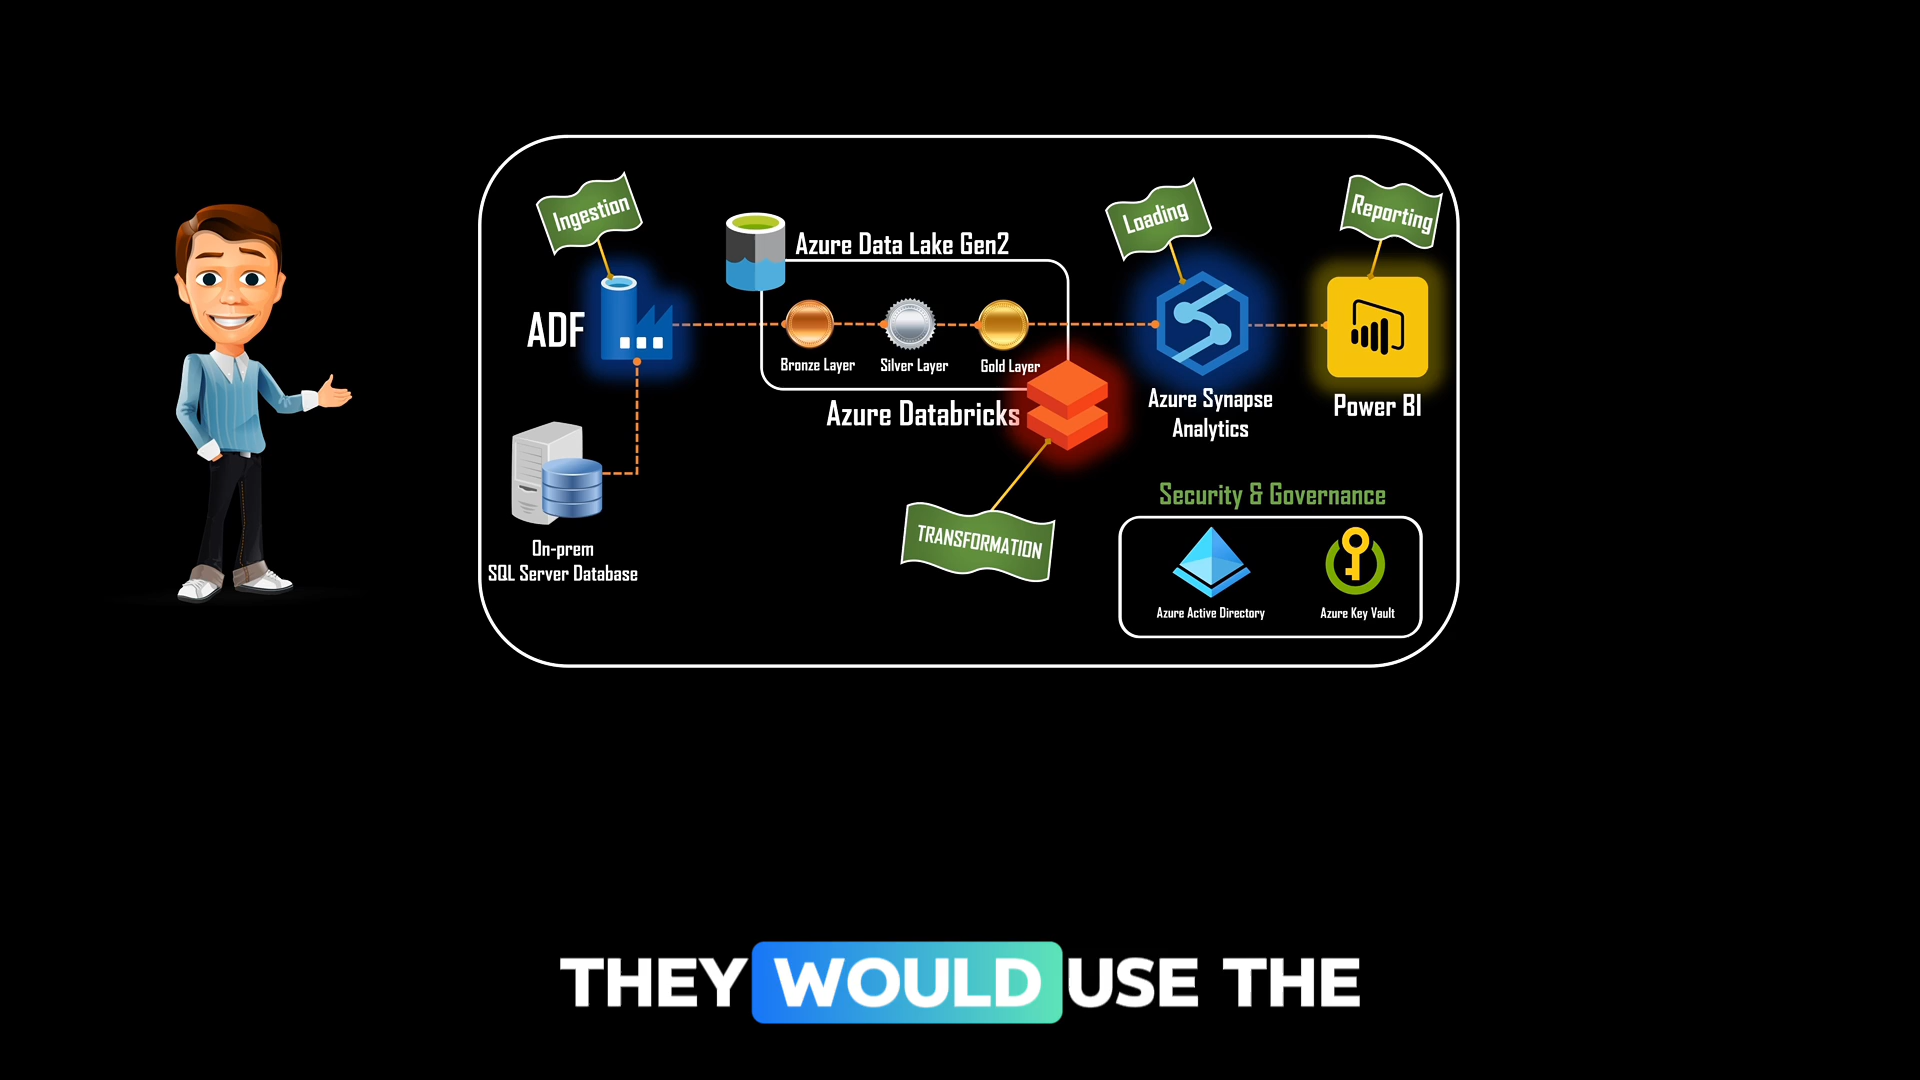 Ingestion
Loading
Reporting
Azure Data Lake Gen2
ADF
Bronze Layer
Silver Layer
Gold Layer
Azure Databricks
Azure Synapse
Analytics
Power BI
TRANSFORMATION
On-prem
SQL Server Database
Security & Governance
Azure Active Directory
Azure Key Vault
THEY WOULD USE THE